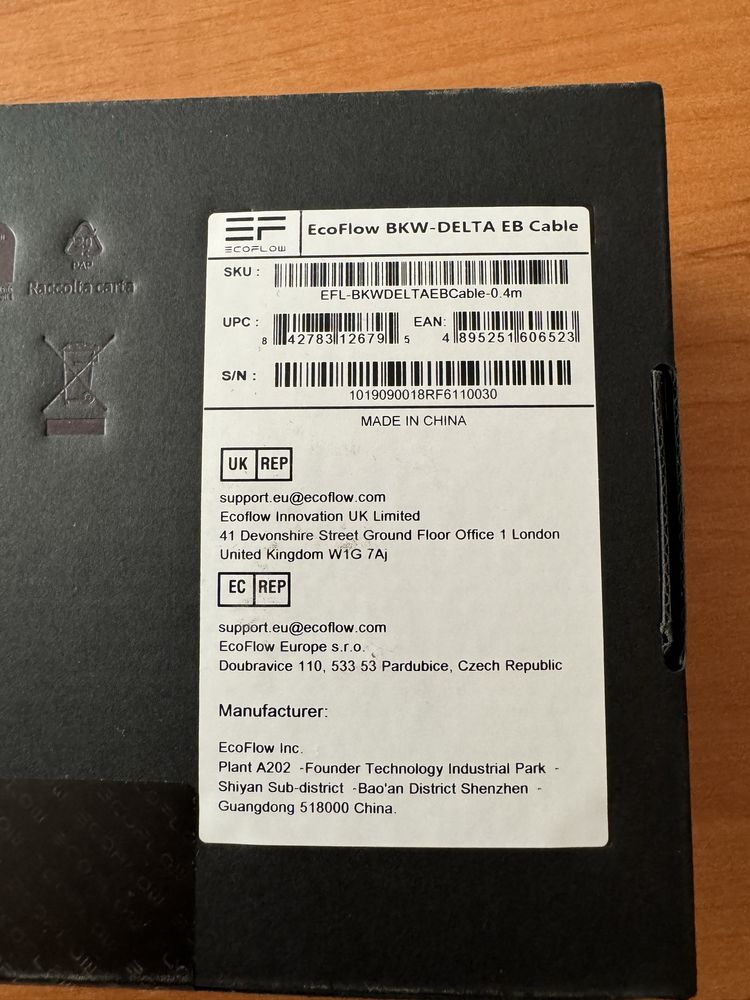 EF
ECOFLOW
EcoFlow BKW-DELTA EB Cable
SKU :
EFL-BKWDELTAEBCable-0.4m
UPC :
8 42783 12679 5
EAN:
4 895251 606523
S/N :
1019090018RF6110030
MADE IN CHINA
UK REP
support.eu@ecoflow.com
Ecoflow Innovation UK Limited
41 Devonshire Street Ground Floor Office 1 London
United Kingdom W1G 7Aj
EC REP
support.eu@ecoflow.com
EcoFlow Europe s.r.o.
Doubravice 110, 533 53 Pardubice, Czech Republic
Manufacturer:
EcoFlow Inc.
Plant A202 -Founder Technology Industrial Park -
Shiyan Sub-district -Bao'an District Shenzhen -
Guangdong 518000 China.
20
PAP
Raccolta carta